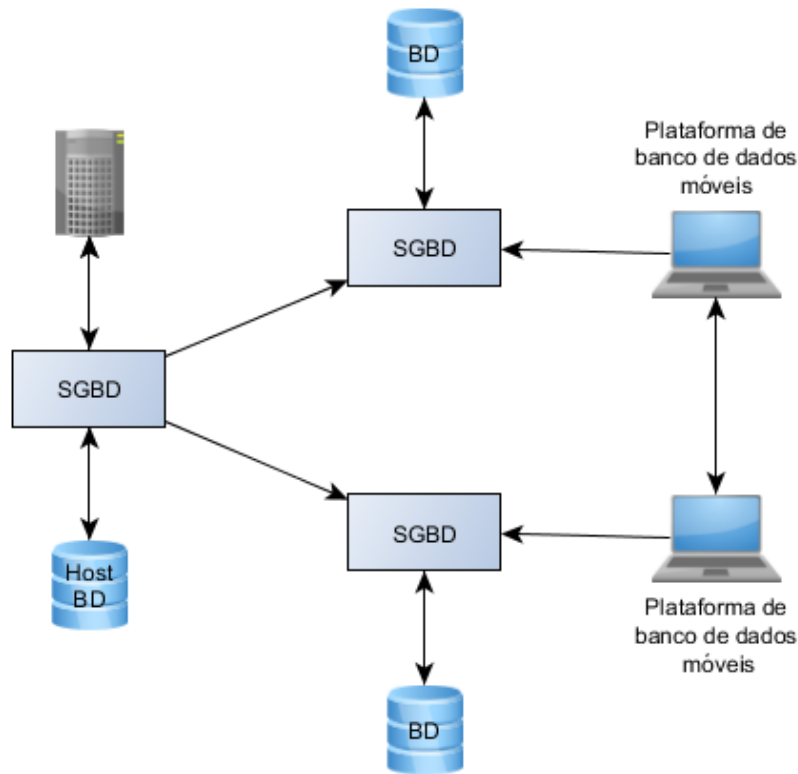 BD
Plataforma de
banco de dados
móveis
SGBD
SGBD
Host
BD
SGBD
Plataforma de
banco de dados
móveis
BD